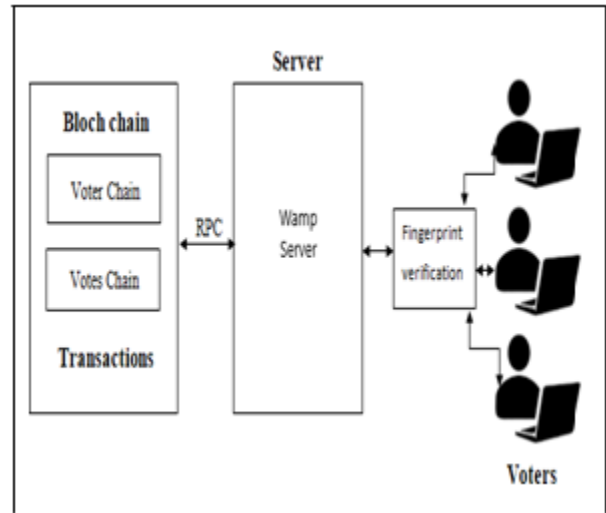 Server
Bloch chain
Voter Chain
Votes Chain
Transactions
RPC
Wamp
Server
Fingerprint
verification
Voters